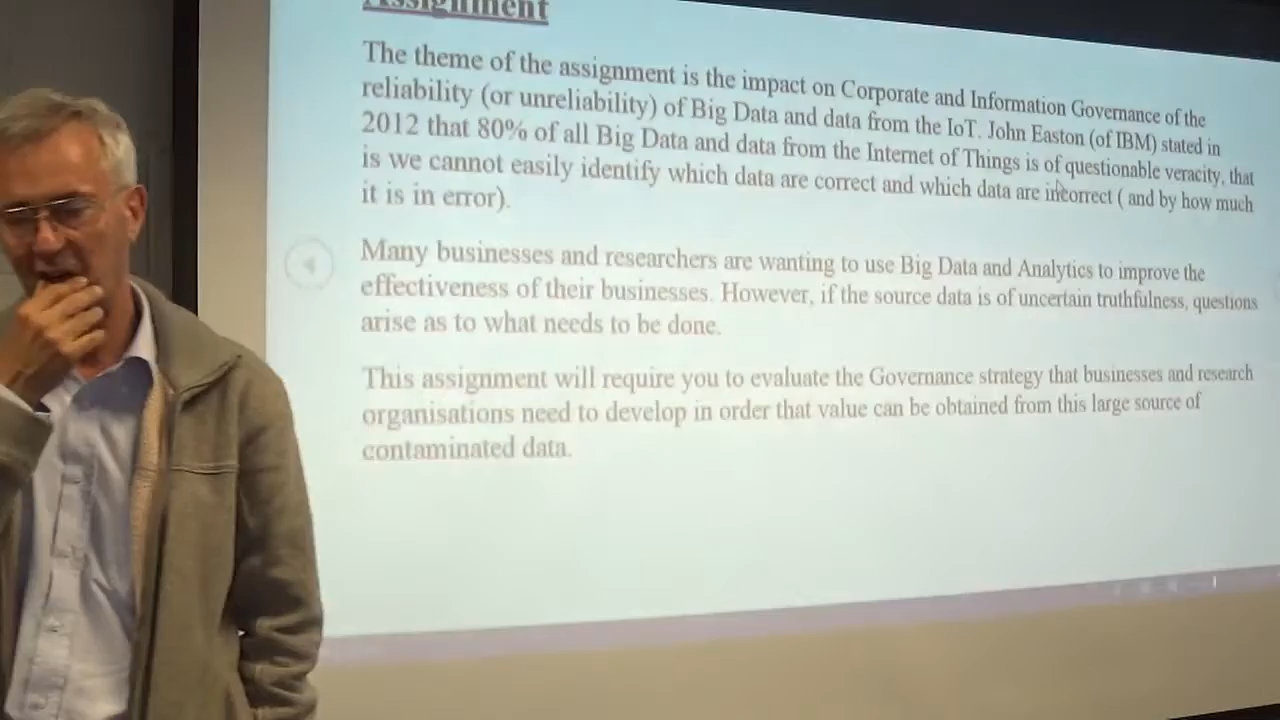 Assignment
The theme of the assignment is the impact on Corporate and Information Governance of the
reliability (or unreliability) of Big Data and data from the IoT. John Easton (of IBM) stated in
2012 that 80% of all Big Data and data from the Internet of Things is of questionable veracity, that
is we cannot easily identify which data are correct and which data are incorrect ( and by how much
it is in error).
Many businesses and researchers are wanting to use Big Data and Analytics to improve the
effectiveness of their businesses. However, if the source data is of uncertain truthfulness, questions
arise as to what needs to be done.
This assignment will require you to evaluate the Governance strategy that businesses and research
organisations need to develop in order that value can be obtained from this large source of
contaminated data.